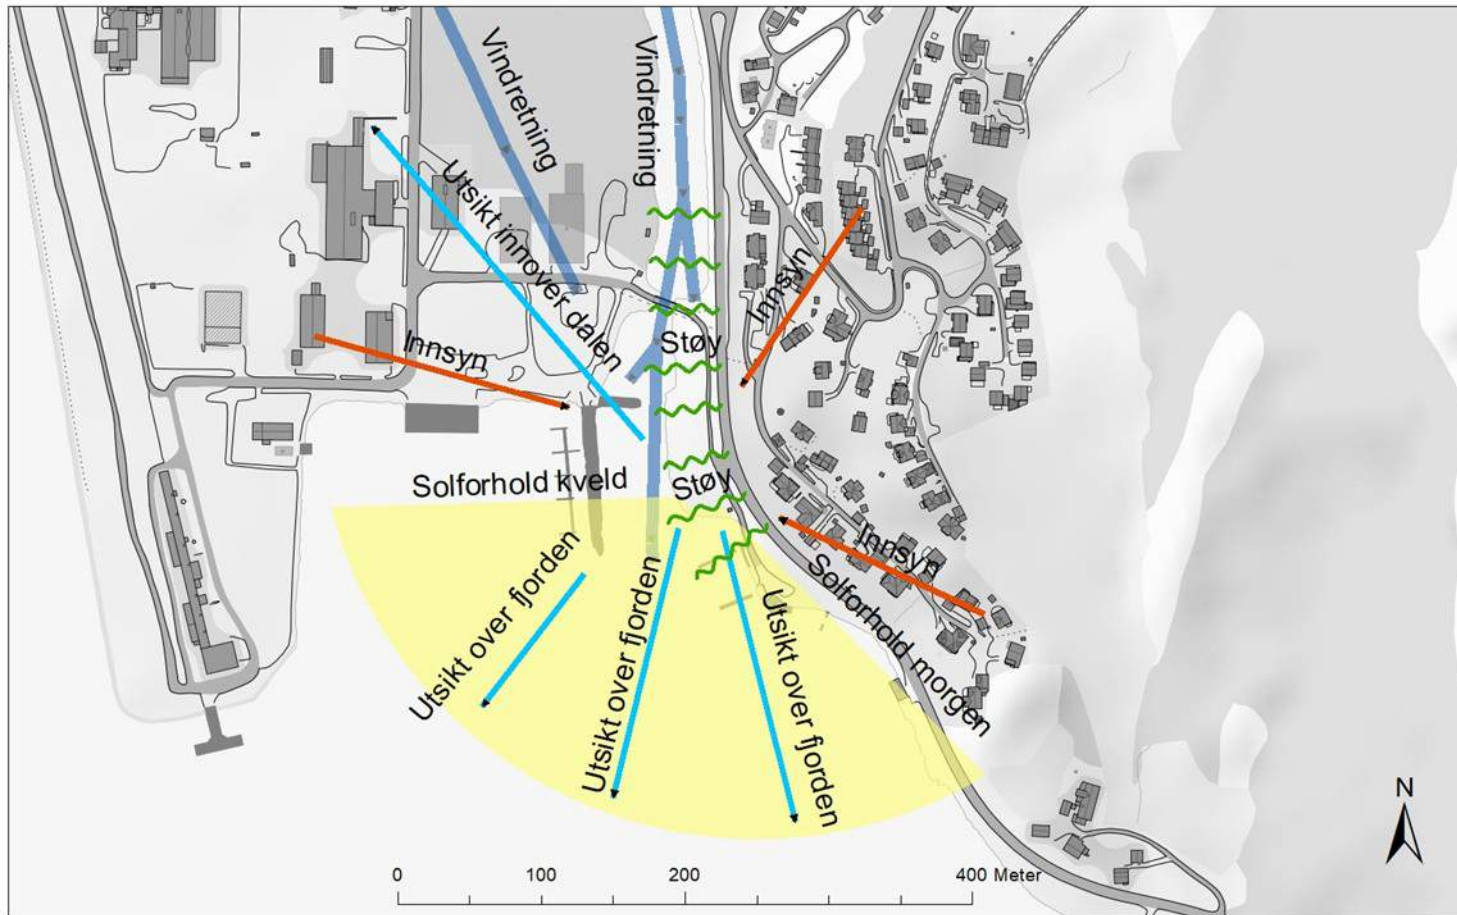 Vindretning
Vindretning
Utsikt innover dalen
Innsyn
Innsyn
Støy
Solforhold kveld
Støy
Innsyn
Solforhold morgen
Utsikt over fjorden
Utsikt over fjorden
Utsikt over fjorden
N
0 100 200 400 Meter